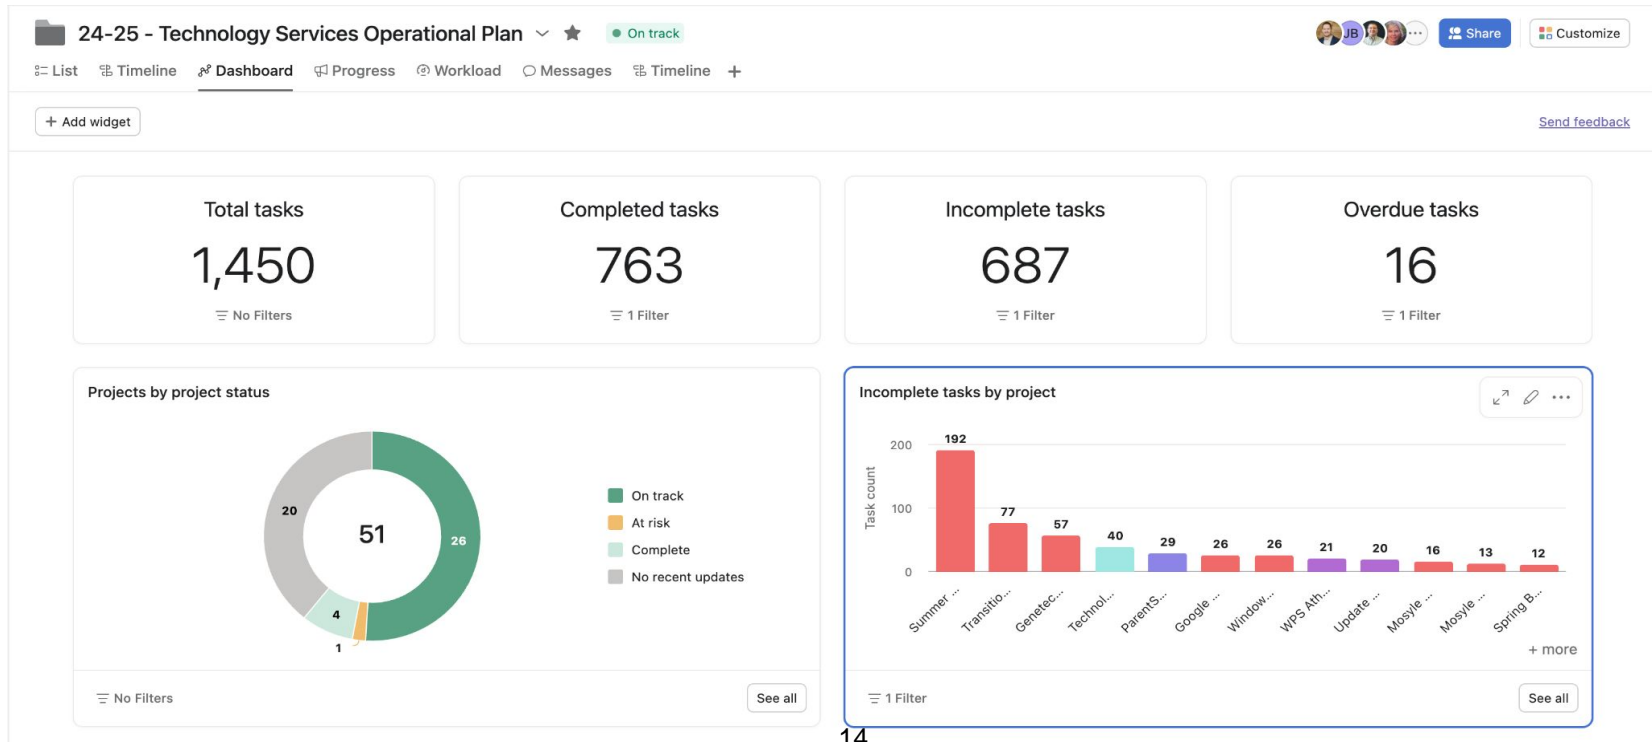 24-25 - Technology Services Operational Plan
On track
JB
Share
Customize
List
Timeline
Dashboard
Progress
Workload
Messages
Timeline
+ Add widget
Send feedback
Total tasks
1,450
No Filters
Completed tasks
763
1 Filter
Incomplete tasks
687
1 Filter
Overdue tasks
16
1 Filter
Projects by project status
20
51
26
4
1
On track
At risk
Complete
No recent updates
No Filters
See all
Incomplete tasks by project
Task count
200
100
0
192
77
57
40
29
26
26
21
20
16
13
12
Summer ...
Transitio...
Genetec...
Technol...
ParentS...
Google ...
Window...
WPS Ath...
Update ...
Mosyle ...
Mosyle ...
Spring B...
+ more
1 Filter
See all
14